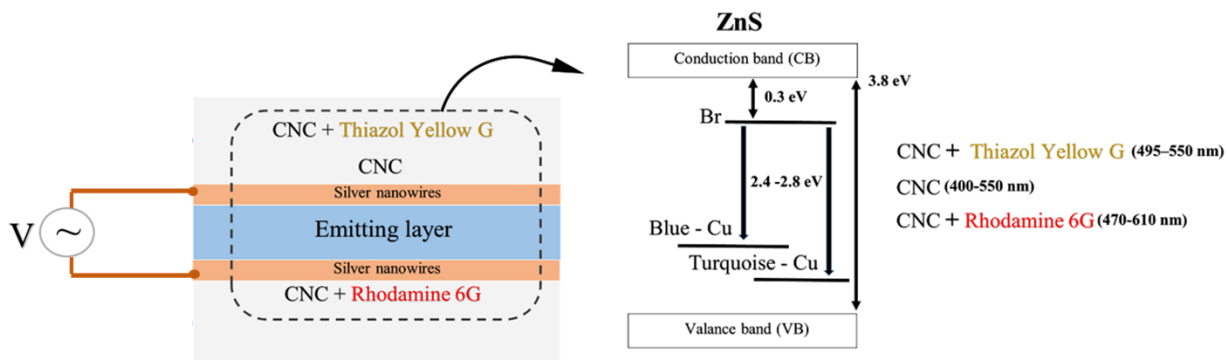 CNC + Thiazol Yellow G
CNC
Silver nanowires
Emitting layer
Silver nanowires
CNC + Rhodamine 6G
V
~
ZnS
Conduction band (CB)
3.8 eV
0.3 eV
Br
2.4 -2.8 eV
Blue - Cu
Turquoise - Cu
Valance band (VB)
CNC + Thiazol Yellow G (495–550 nm)
CNC (400-550 nm)
CNC + Rhodamine 6G (470-610 nm)